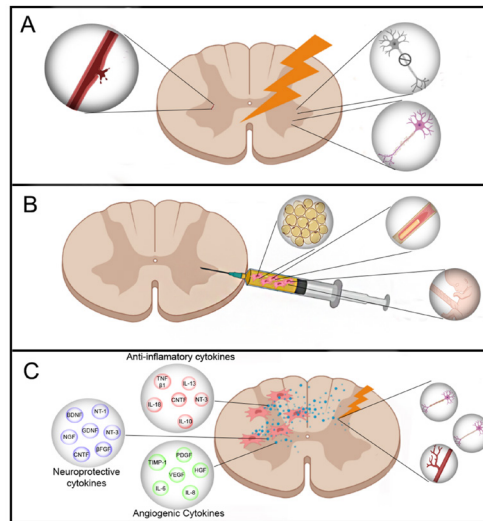 A
B
C
Anti-inflamatory cytokines
TNF
β1
IL-13
IL-18
CNTF
NT-3
IL-10
BDNF
NT-1
NGF
GDNF
NT-3
CNTF
BFGF
Neuroprotective
cytokines
TIMP-1
PDGF
VEGF
HGF
IL-6
IL-8
Angiogenic Cytokines